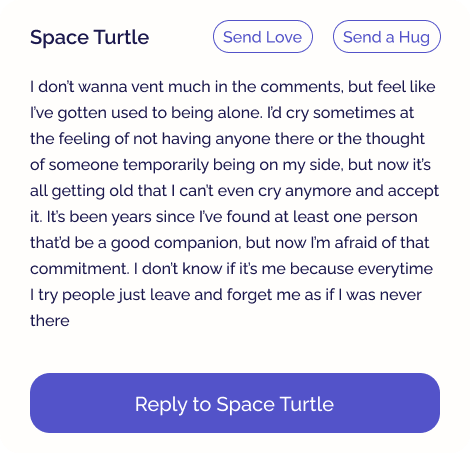 Space Turtle
Send Love
Send a Hug
I don’t wanna vent much in the comments, but feel like
I’ve gotten used to being alone. I’d cry sometimes at
the feeling of not having anyone there or the thought
of someone temporarily being on my side, but now it’s
all getting old that I can’t even cry anymore and accept
it. It’s been years since I’ve found at least one person
that’d be a good companion, but now I’m afraid of that
commitment. I don’t know if it’s me because everytime
I try people just leave and forget me as if I was never
there
Reply to Space Turtle